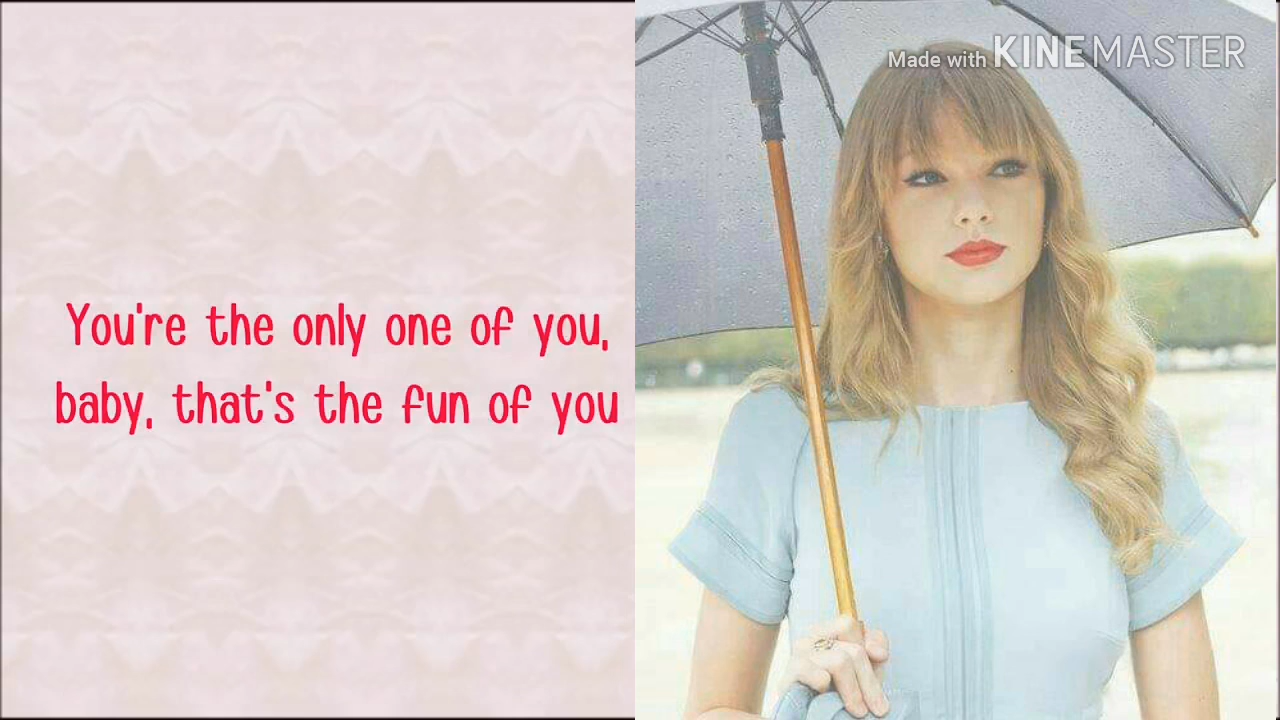 Made with KINEMASTER
You're the only one of you,
baby, that's the fun of you